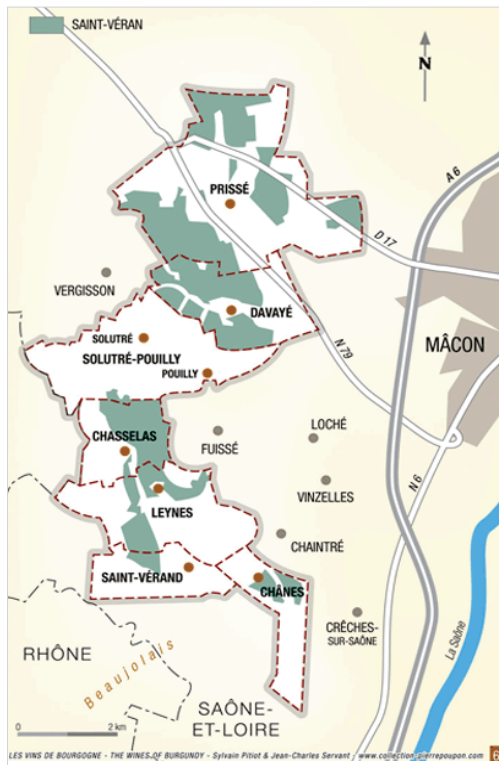 SAINT-VÉRAN
N
A 6
PRISSÉ
D 17
VERGISSON
DAVAYÉ
SOLUTRÉ
SOLUTRÉ-POUILLY
N 79
MÂCON
POUILLY
CHASSELAS
FUISSÉ
LOCHÉ
N 6
LEYNES
VINZELLES
CHAINTRÉ
SAINT-VÉRAND
CHÂNES
CRÊCHES-
SUR-SAÔNE
La Saône
RHÔNE
Beaujolais
SAÔNE-
ET-LOIRE
0 2 km
LES VINS DE BOURGOGNE - THE WINES OF BURGUNDY - Sylvain Pitiot & Jean-Charles Servant - www.collection-pierrepoupon.com 6